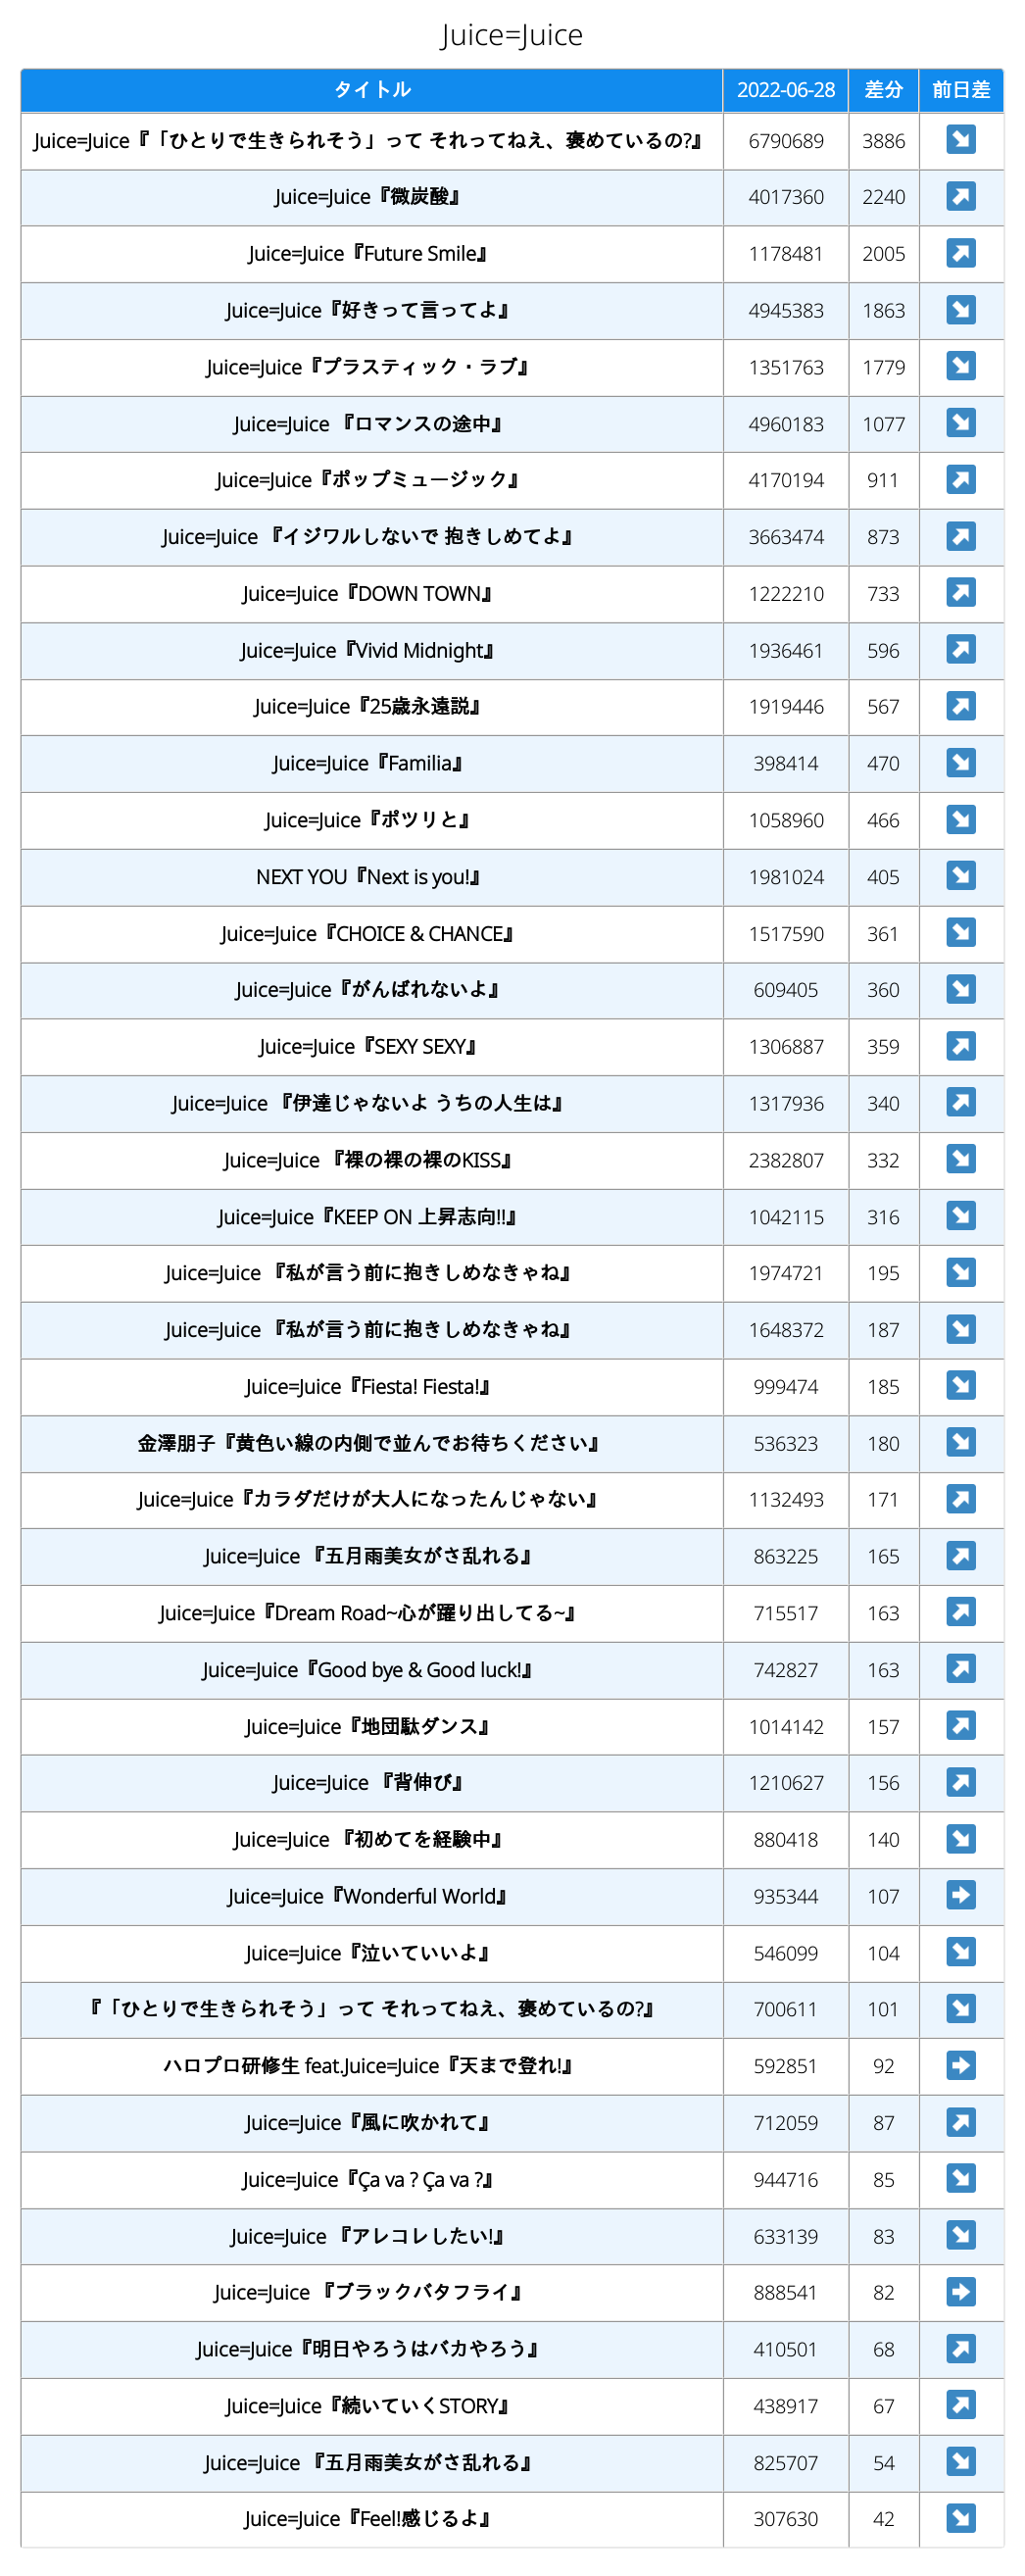 Juice=Juice
タイトル 2022-06-28 差分 前日差
Juice=Juice『「ひとりで生きられそう」って それってねえ、褒めているの?』 6790689 3886 ↘
Juice=Juice『微炭酸』 4017360 2240 ↗
Juice=Juice『Future Smile』 1178481 2005 ↗
Juice=Juice『好きって言ってよ』 4945383 1863 ↘
Juice=Juice『プラスティック・ラブ』 1351763 1779 ↘
Juice=Juice 『ロマンスの途中』 4960183 1077 ↘
Juice=Juice『ポップミュージック』 4170194 911 ↗
Juice=Juice 『イジワルしないで 抱きしめてよ』 3663474 873 ↗
Juice=Juice『DOWN TOWN』 1222210 733 ↗
Juice=Juice『Vivid Midnight』 1936461 596 ↗
Juice=Juice『25歳永遠説』 1919446 567 ↗
Juice=Juice『Familia』 398414 470 ↘
Juice=Juice『ポツリと』 1058960 466 ↘
NEXT YOU『Next is you!』 1981024 405 ↘
Juice=Juice『CHOICE & CHANCE』 1517590 361 ↘
Juice=Juice『がんばれないよ』 609405 360 ↘
Juice=Juice『SEXY SEXY』 1306887 359 ↗
Juice=Juice 『伊達じゃないよ うちの人生は』 1317936 340 ↗
Juice=Juice 『裸の裸の裸のKISS』 2382807 332 ↘
Juice=Juice『KEEP ON 上昇志向!!』 1042115 316 ↘
Juice=Juice 『私が言う前に抱きしめなきゃね』 1974721 195 ↘
Juice=Juice 『私が言う前に抱きしめなきゃね』 1648372 187 ↘
Juice=Juice『Fiesta! Fiesta!』 999474 185 ↘
金澤朋子『黄色い線の内側で並んでお待ちください』 536323 180 ↘
Juice=Juice『カラダだけが大人になったんじゃない』 1132493 171 ↗
Juice=Juice 『五月雨美女がさ乱れる』 863225 165 ↗
Juice=Juice『Dream Road~心が躍り出してる~』 715517 163 ↗
Juice=Juice『Good bye & Good luck!』 742827 163 ↗
Juice=Juice『地団駄ダンス』 1014142 157 ↗
Juice=Juice 『背伸び』 1210627 156 ↗
Juice=Juice 『初めてを経験中』 880418 140 ↘
Juice=Juice『Wonderful World』 935344 107 ➡
Juice=Juice『泣いていいよ』 546099 104 ↘
『「ひとりで生きられそう」って それってねえ、褒めているの?』 700611 101 ↘
ハロプロ研修生 feat.Juice=Juice『天まで登れ!』 592851 92 ➡
Juice=Juice『風に吹かれて』 712059 87 ↗
Juice=Juice『Ça va ? Ça va ?』 944716 85 ↘
Juice=Juice 『アレコレしたい!』 633139 83 ↘
Juice=Juice 『ブラックバタフライ』 888541 82 ➡
Juice=Juice『明日やろうはバカやろう』 410501 68 ↗
Juice=Juice『続いていくSTORY』 438917 67 ↗
Juice=Juice 『五月雨美女がさ乱れる』 825707 54 ↘
Juice=Juice『Feel!感じるよ』 307630 42 ↘